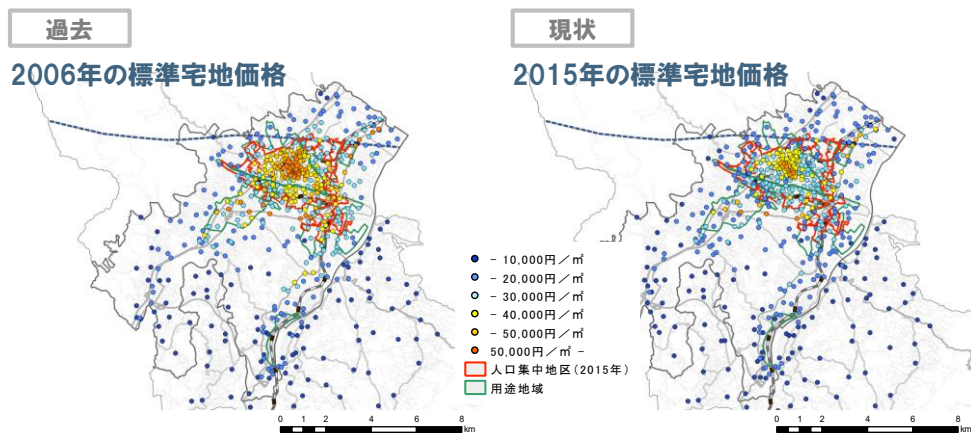 過去
2006年の標準宅地価格
現状
2015年の標準宅地価格
- 10,000円／㎡
- 20,000円／㎡
- 30,000円／㎡
- 40,000円／㎡
- 50,000円／㎡
50,000円／㎡ -
人口集中地区(2015年)
用途地域
0 1 2 4 6 8
km
0 1 2 4 6 8
km